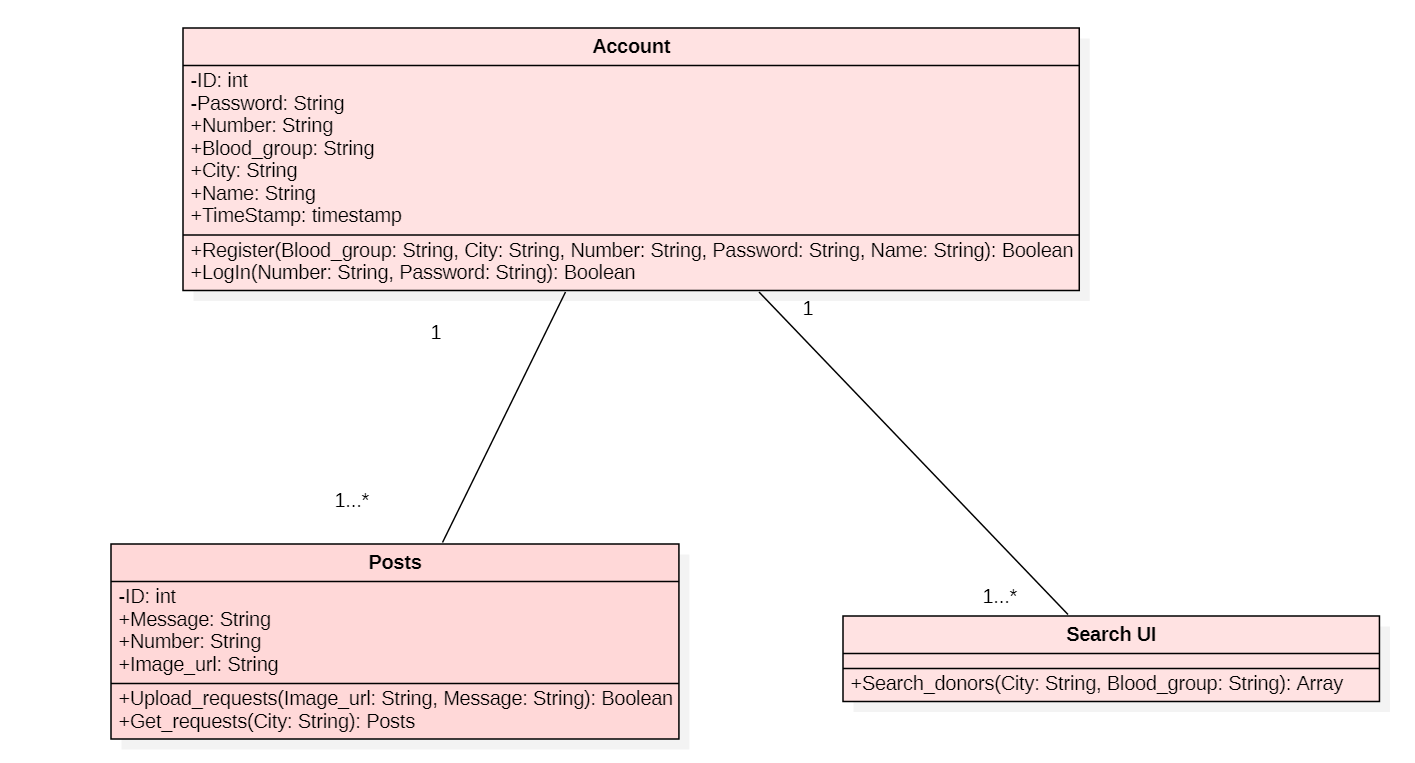 Account
-ID: int
-Password: String
+Number: String
+Blood_group: String
+City: String
+Name: String
+TimeStamp: timestamp
+Register(Blood_group: String, City: String, Number: String, Password: String, Name: String): Boolean
+LogIn(Number: String, Password: String): Boolean
1
1
1...*
1...*
Posts
-ID: int
+Message: String
+Number: String
+Image_url: String
+Upload_requests(Image_url: String, Message: String): Boolean
+Get_requests(City: String): Posts
Search UI
+Search_donors(City: String, Blood_group: String): Array